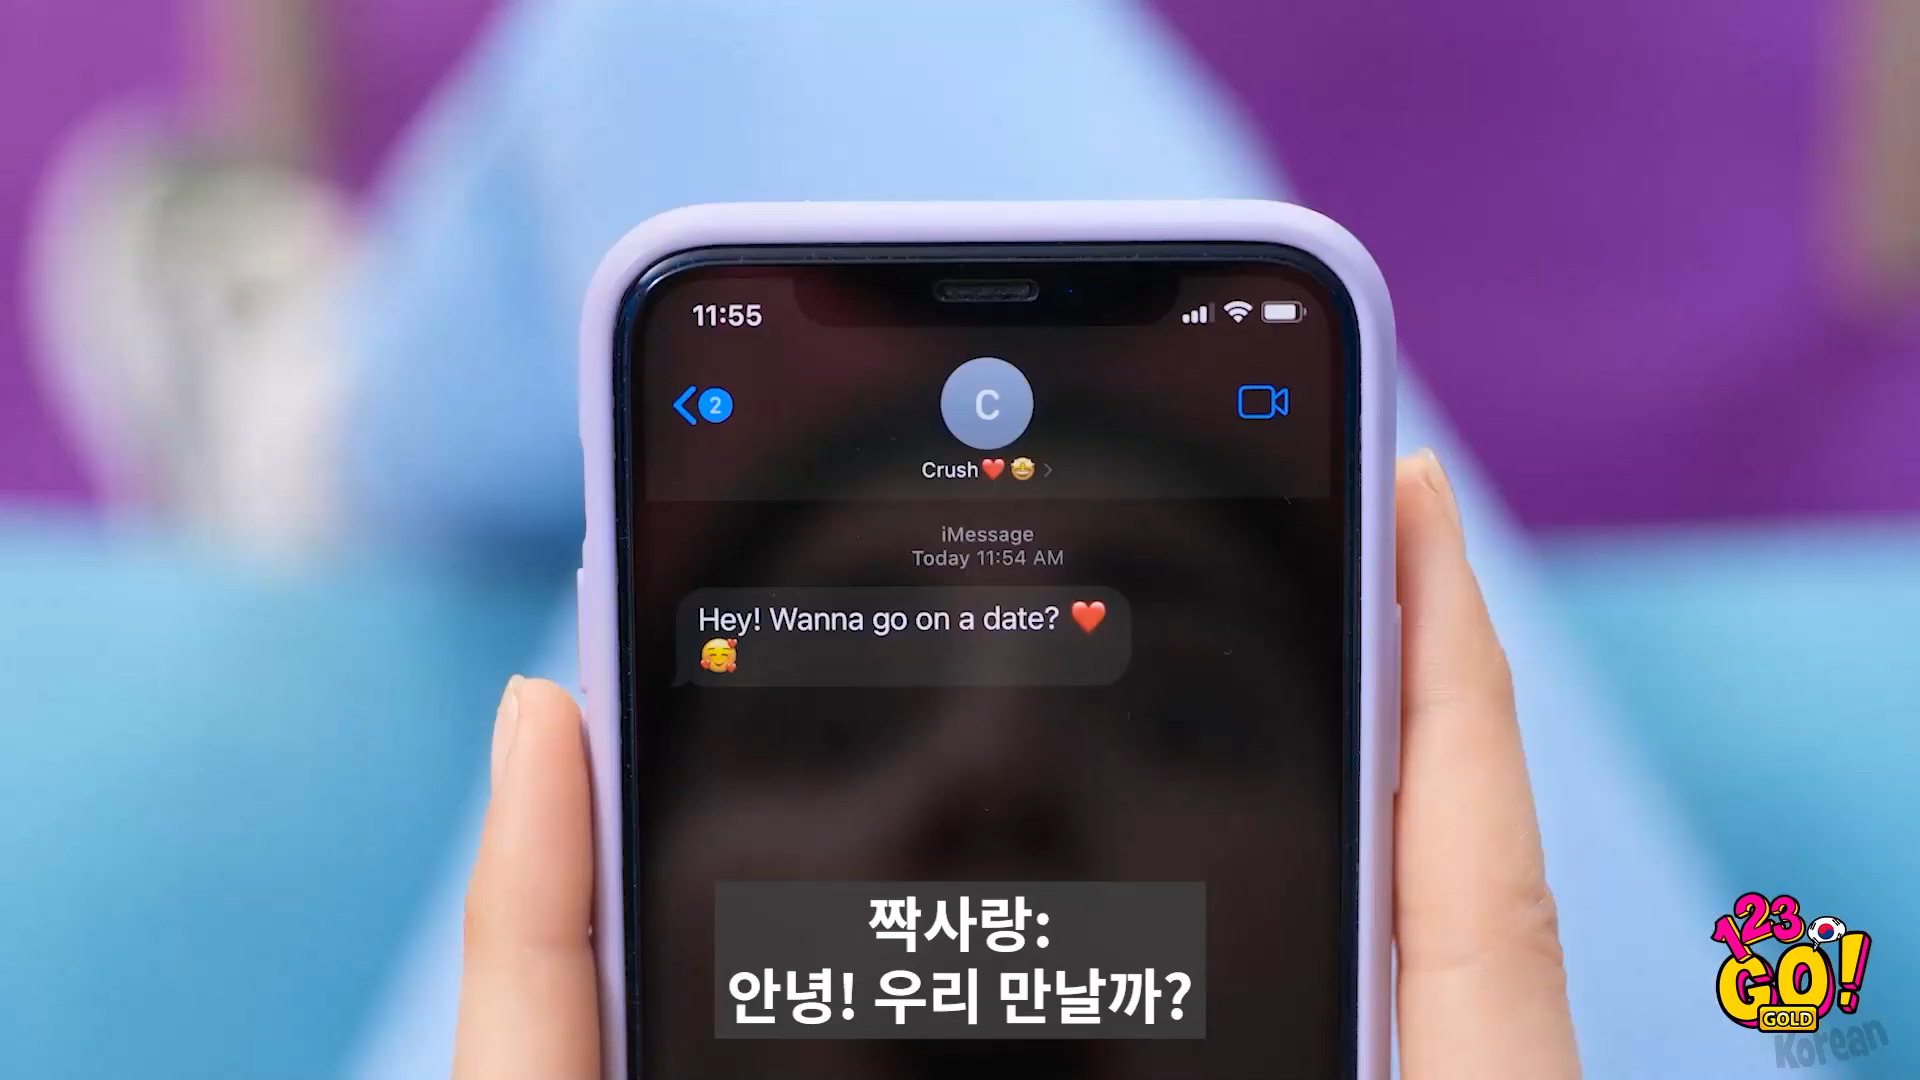 11:55
2
C
Crush❤️🤩 >
iMessage
Today 11:54 AM
Hey! Wanna go on a date? ❤️
🥰
짝사랑:
안녕! 우리 만날까?
123
GO!
GOLD
Korean